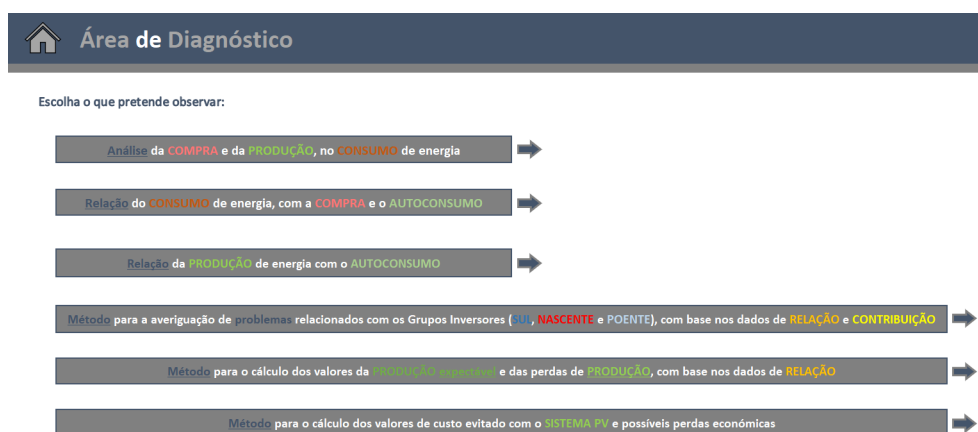 Área de Diagnóstico
Escolha o que pretende observar:
Análise da COMPRA e da PRODUÇÃO, no CONSUMO de energia
Relação do CONSUMO de energia, com a COMPRA e o AUTOCONSUMO
Relação da PRODUÇÃO de energia com o AUTOCONSUMO
Método para a averiguação de problemas relacionados com os Grupos Inversores (SUL, NASCENTE e POENTE), com base nos dados de RELAÇÃO e CONTRIBUIÇÃO
Método para o cálculo dos valores da PRODUÇÃO expectável e das perdas de PRODUÇÃO, com base nos dados de RELAÇÃO
Método para o cálculo dos valores de custo evitado com o SISTEMA PV e possíveis perdas económicas